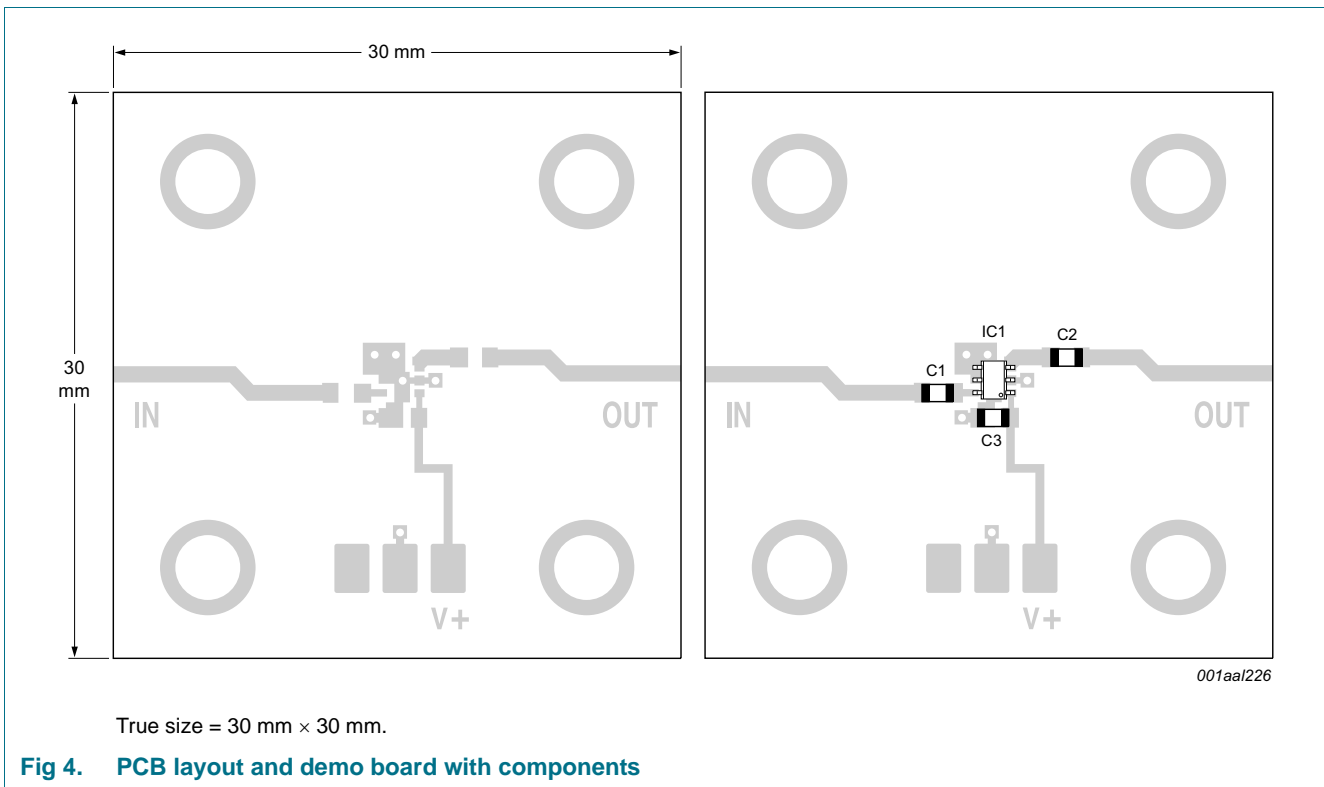 30 mm
30
mm
IN
OUT
V+
IC1
C2
C1
C3
IN
OUT
V+
001aal226
True size = 30 mm × 30 mm.
Fig 4. PCB layout and demo board with components